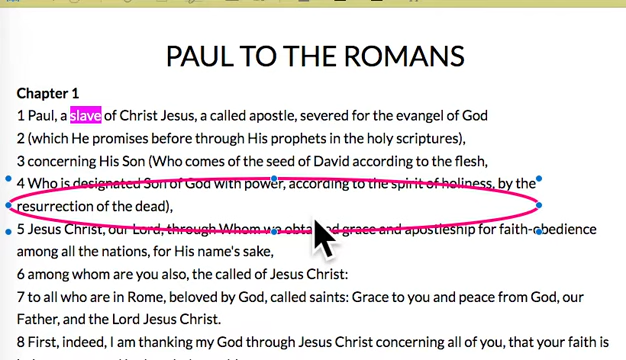 PAUL TO THE ROMANS
Chapter 1
1 Paul, a slave of Christ Jesus, a called apostle, severed for the evangel of God
2 (which He promises before through His prophets in the holy scriptures),
3 concerning His Son (Who comes of the seed of David according to the flesh,
4 Who is designated Son of God with power, according to the spirit of holiness, by the
resurrection of the dead),
5 Jesus Christ, our Lord, through Whom we obtained grace and apostleship for faith-obedience
among all the nations, for His name's sake,
6 among whom are you also, the called of Jesus Christ:
7 to all who are in Rome, beloved by God, called saints: Grace to you and peace from God, our
Father, and the Lord Jesus Christ.
8 First, indeed, I am thanking my God through Jesus Christ concerning all of you, that your faith is